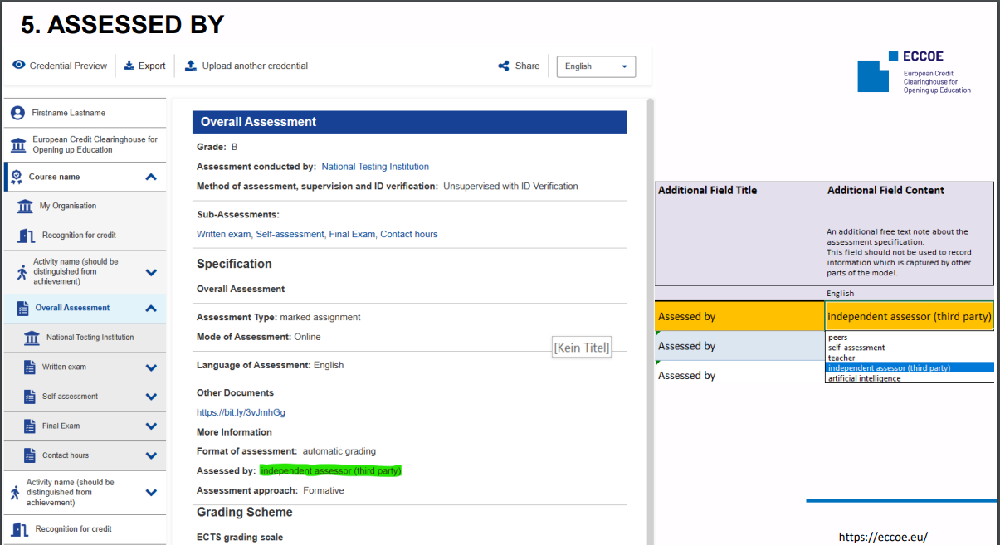 5. ASSESSED BY
Credential Preview
Export
Upload another credential
Share
English
ECCOE
European Credit
Clearinghouse for
Opening up Education
Firstname Lastname
European Credit Clearinghouse for
Opening up Education
Course name
My Organisation
Recognition for credit
Activity name (should be
distinguished from
achievement)
Overall Assessment
National Testing Institution
Written exam
Self-assessment
Final Exam
Contact hours
Activity name (should be
distinguished from
achievement)
Recognition for credit
Overall Assessment
Grade: B
Assessment conducted by: National Testing Institution
Method of assessment, supervision and ID verification: Unsupervised with ID Verification
Sub-Assessments:
Written exam, Self-assessment, Final Exam, Contact hours
Specification
Overall Assessment
Assessment Type: marked assignment
Mode of Assessment: Online
[Kein Titel]
Language of Assessment: English
Other Documents
https://bit.ly/3vJmhGg
More Information
Format of assessment: automatic grading
Assessed by: independent assessor (third party)
Assessment approach: Formative
Grading Scheme
ECTS grading scale
Additional Field Title
Additional Field Content
An additional free text note about the
assessment specification.
This field should not be used to record
information which is captured by other
parts of the model.
English
Assessed by
independent assessor (third party)
Assessed by
peers
self-assessment
teacher
independent assessor (third party)
artificial intelligence
Assessed by
https://eccoe.eu/